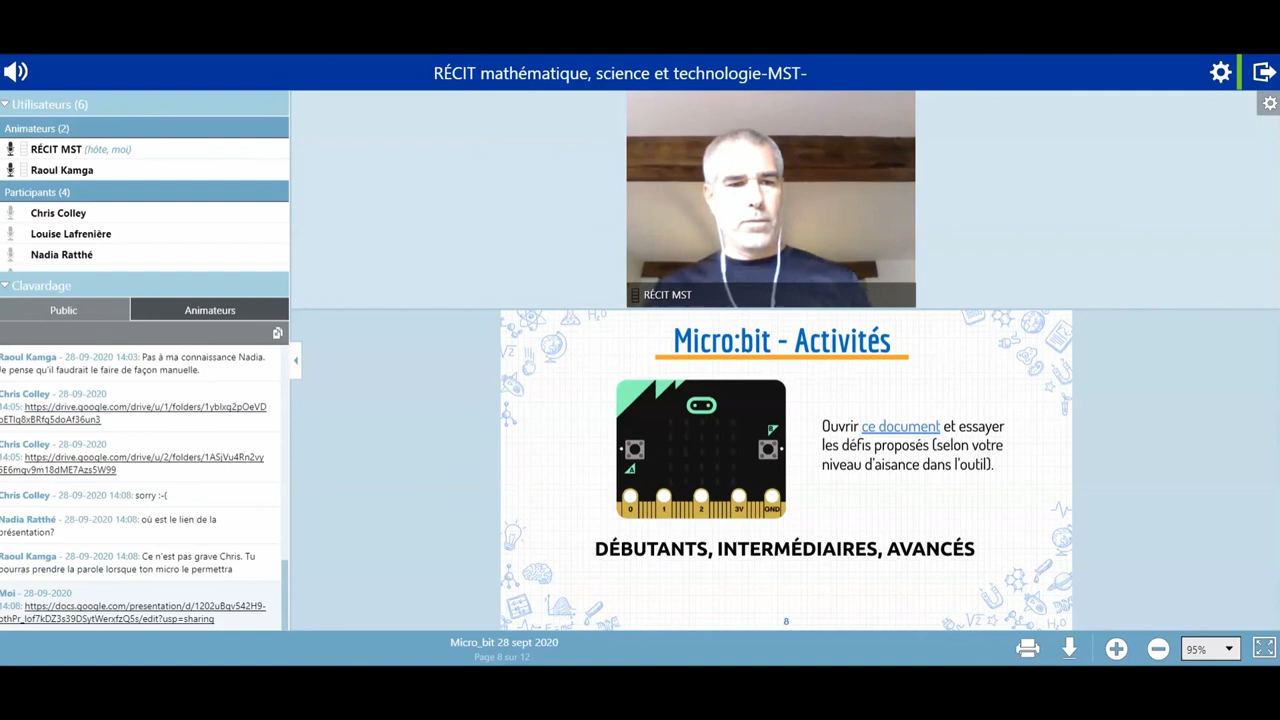 RÉCIT mathématique, science et technologie-MST-
Utilisateurs (6)
Animateurs (2)
RÉCIT MST (hôte, moi)
Raoul Kamga
Participants (4)
Chris Colley
Louise Lafrenière
Nadia Ratthé
Clavardage
Public
Animateurs
Raoul Kamga - 28-09-2020 14:03: Pas à ma connaissance Nadia.
Je pense qu'il faudrait le faire de façon manuelle.
Chris Colley - 28-09-2020
14:05: https://drive.google.com/drive/u/1/folders/1yblxq2pOeVD
Chris Colley - 28-09-2020
14:05: https://drive.google.com/drive/u/2/folders/1ASjVu4Rn2vy
Chris Colley - 28-09-2020 14:08: sorry :-(
Nadia Ratthé - 28-09-2020 14:08: où est le lien de la
présentation?
Raoul Kamga - 28-09-2020 14:08: Ce n'est pas grave Chris. Tu
pourras prendre la parole lorsque ton micro le permettra
Moi - 28-09-2020
14:08: https://docs.google.com/presentation/d/1202uBqv542H9-
RÉCIT MST
Micro:bit - Activités
Ouvrir ce document et essayer
les défis proposés (selon votre
niveau d'aisance dans l'outil).
A
B
0 1 2 3V GND
DÉBUTANTS, INTERMÉDIAIRES, AVANCÉS
8
Micro_bit 28 sept 2020
Page 8 sur 12
95%